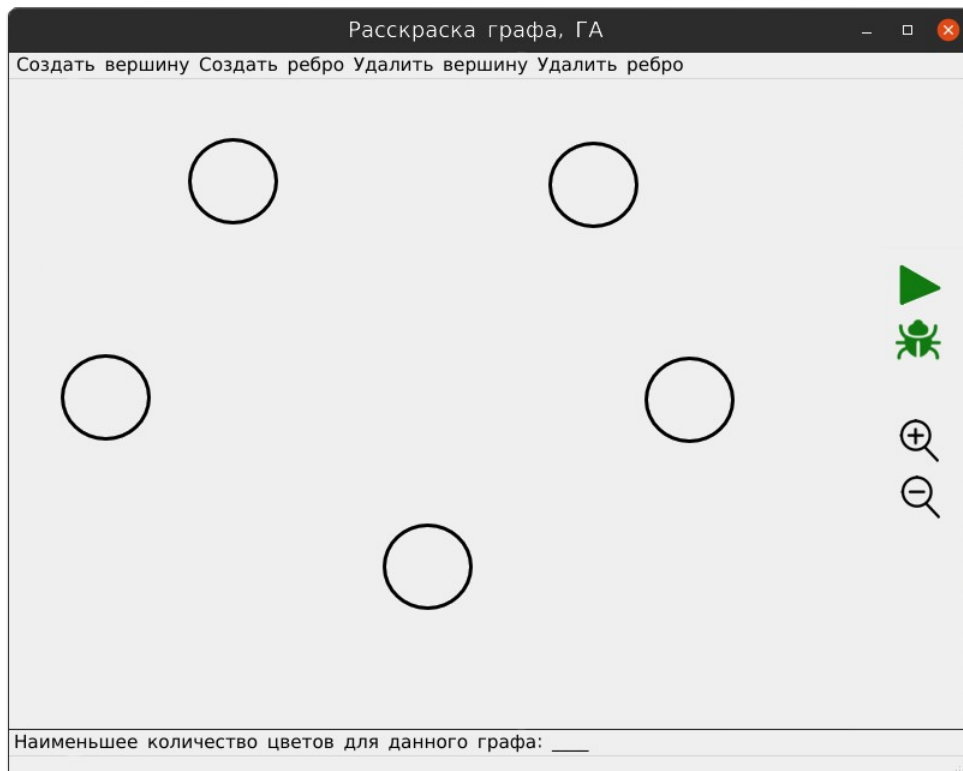 Расскраска графа, ГА
Создать вершину Создать ребро Удалить вершину Удалить ребро
Наименьшее количество цветов для данного графа: ____